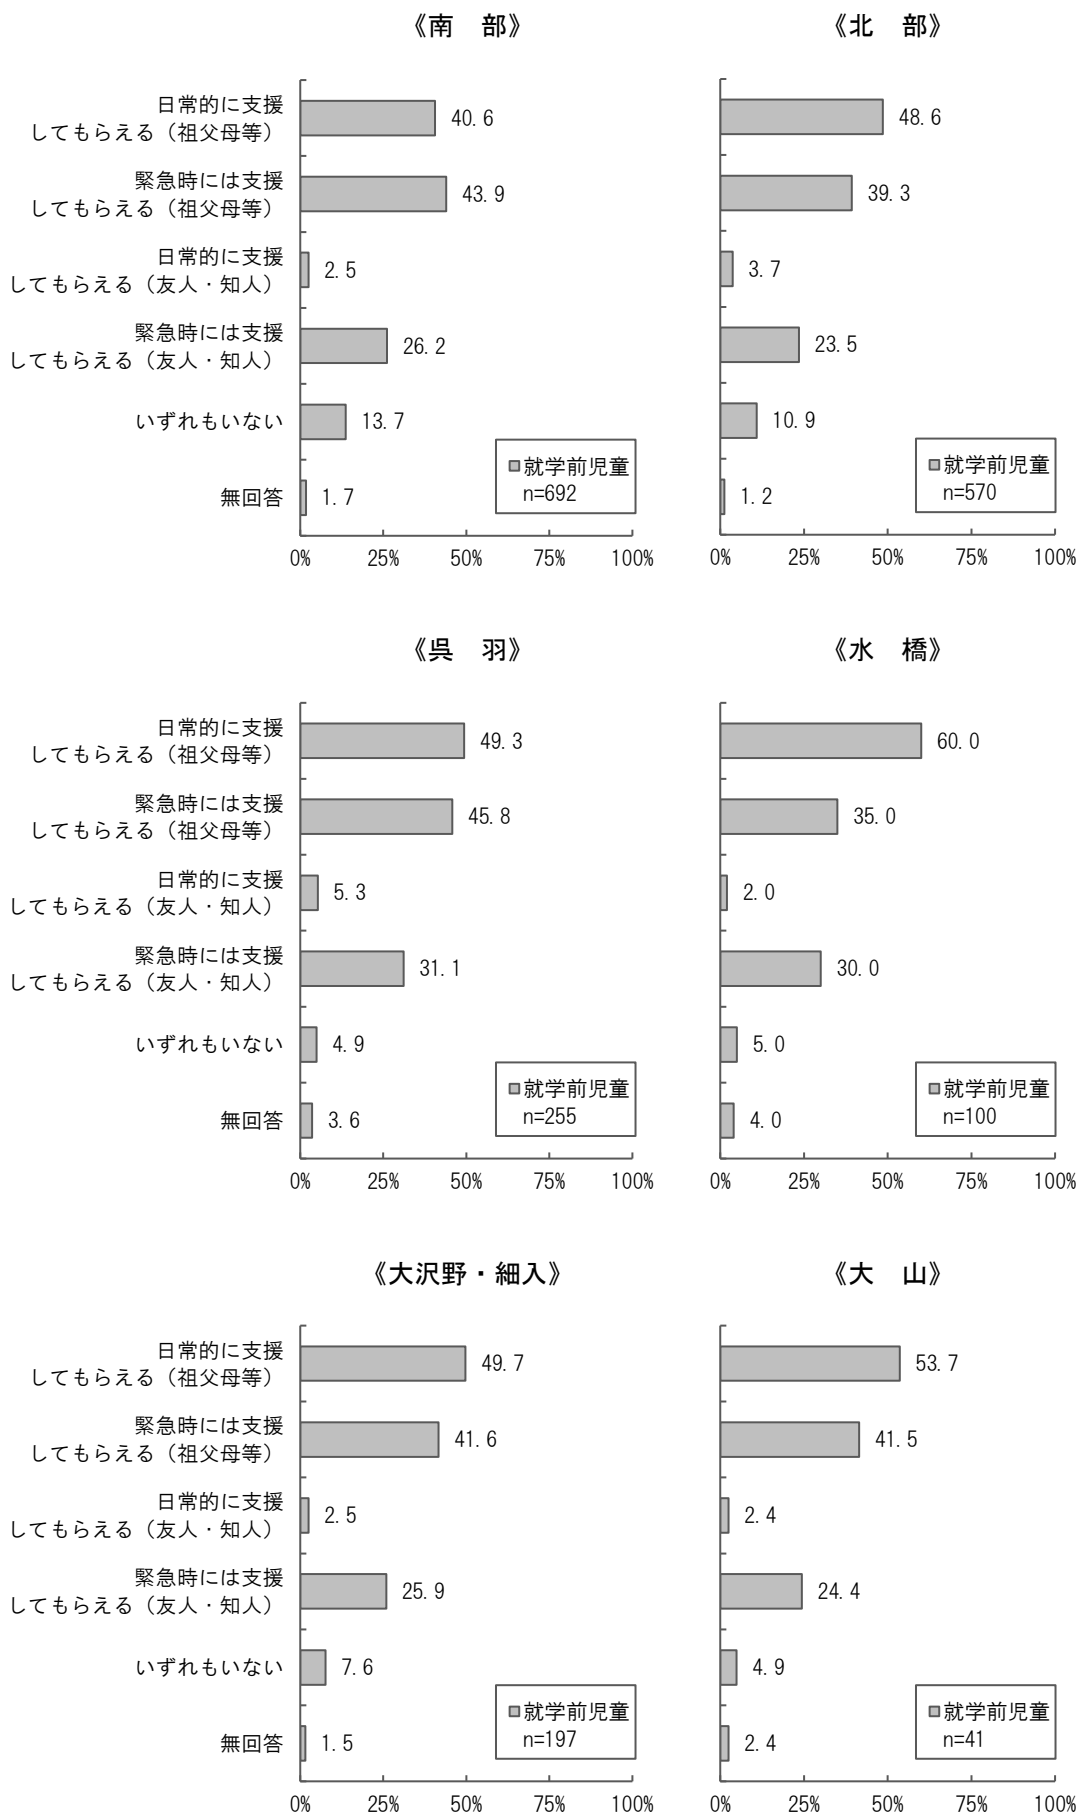 《南　部》
日常的に支援
してもらえる（祖父母等）
40.6
緊急時には支援
してもらえる（祖父母等）
43.9
日常的に支援
してもらえる（友人・知人）
2.5
緊急時には支援
してもらえる（友人・知人）
26.2
いずれもいない
13.7
無回答
1.7
就学前児童
n=692
0% 25% 50% 75% 100%
《北　部》
48.6
39.3
3.7
23.5
10.9
1.2
就学前児童
n=570
0% 25% 50% 75% 100%
《呉　羽》
日常的に支援
してもらえる（祖父母等）
49.3
緊急時には支援
してもらえる（祖父母等）
45.8
日常的に支援
してもらえる（友人・知人）
5.3
緊急時には支援
してもらえる（友人・知人）
31.1
いずれもいない
4.9
無回答
3.6
就学前児童
n=255
0% 25% 50% 75% 100%
《水　橋》
60.0
35.0
2.0
30.0
5.0
4.0
就学前児童
n=100
0% 25% 50% 75% 100%
《大沢野・細入》
日常的に支援
してもらえる（祖父母等）
49.7
緊急時には支援
してもらえる（祖父母等）
41.6
日常的に支援
してもらえる（友人・知人）
2.5
緊急時には支援
してもらえる（友人・知人）
25.9
いずれもいない
7.6
無回答
1.5
就学前児童
n=197
0% 25% 50% 75% 100%
《大　山》
53.7
41.5
2.4
24.4
4.9
2.4
就学前児童
n=41
0% 25% 50% 75% 100%